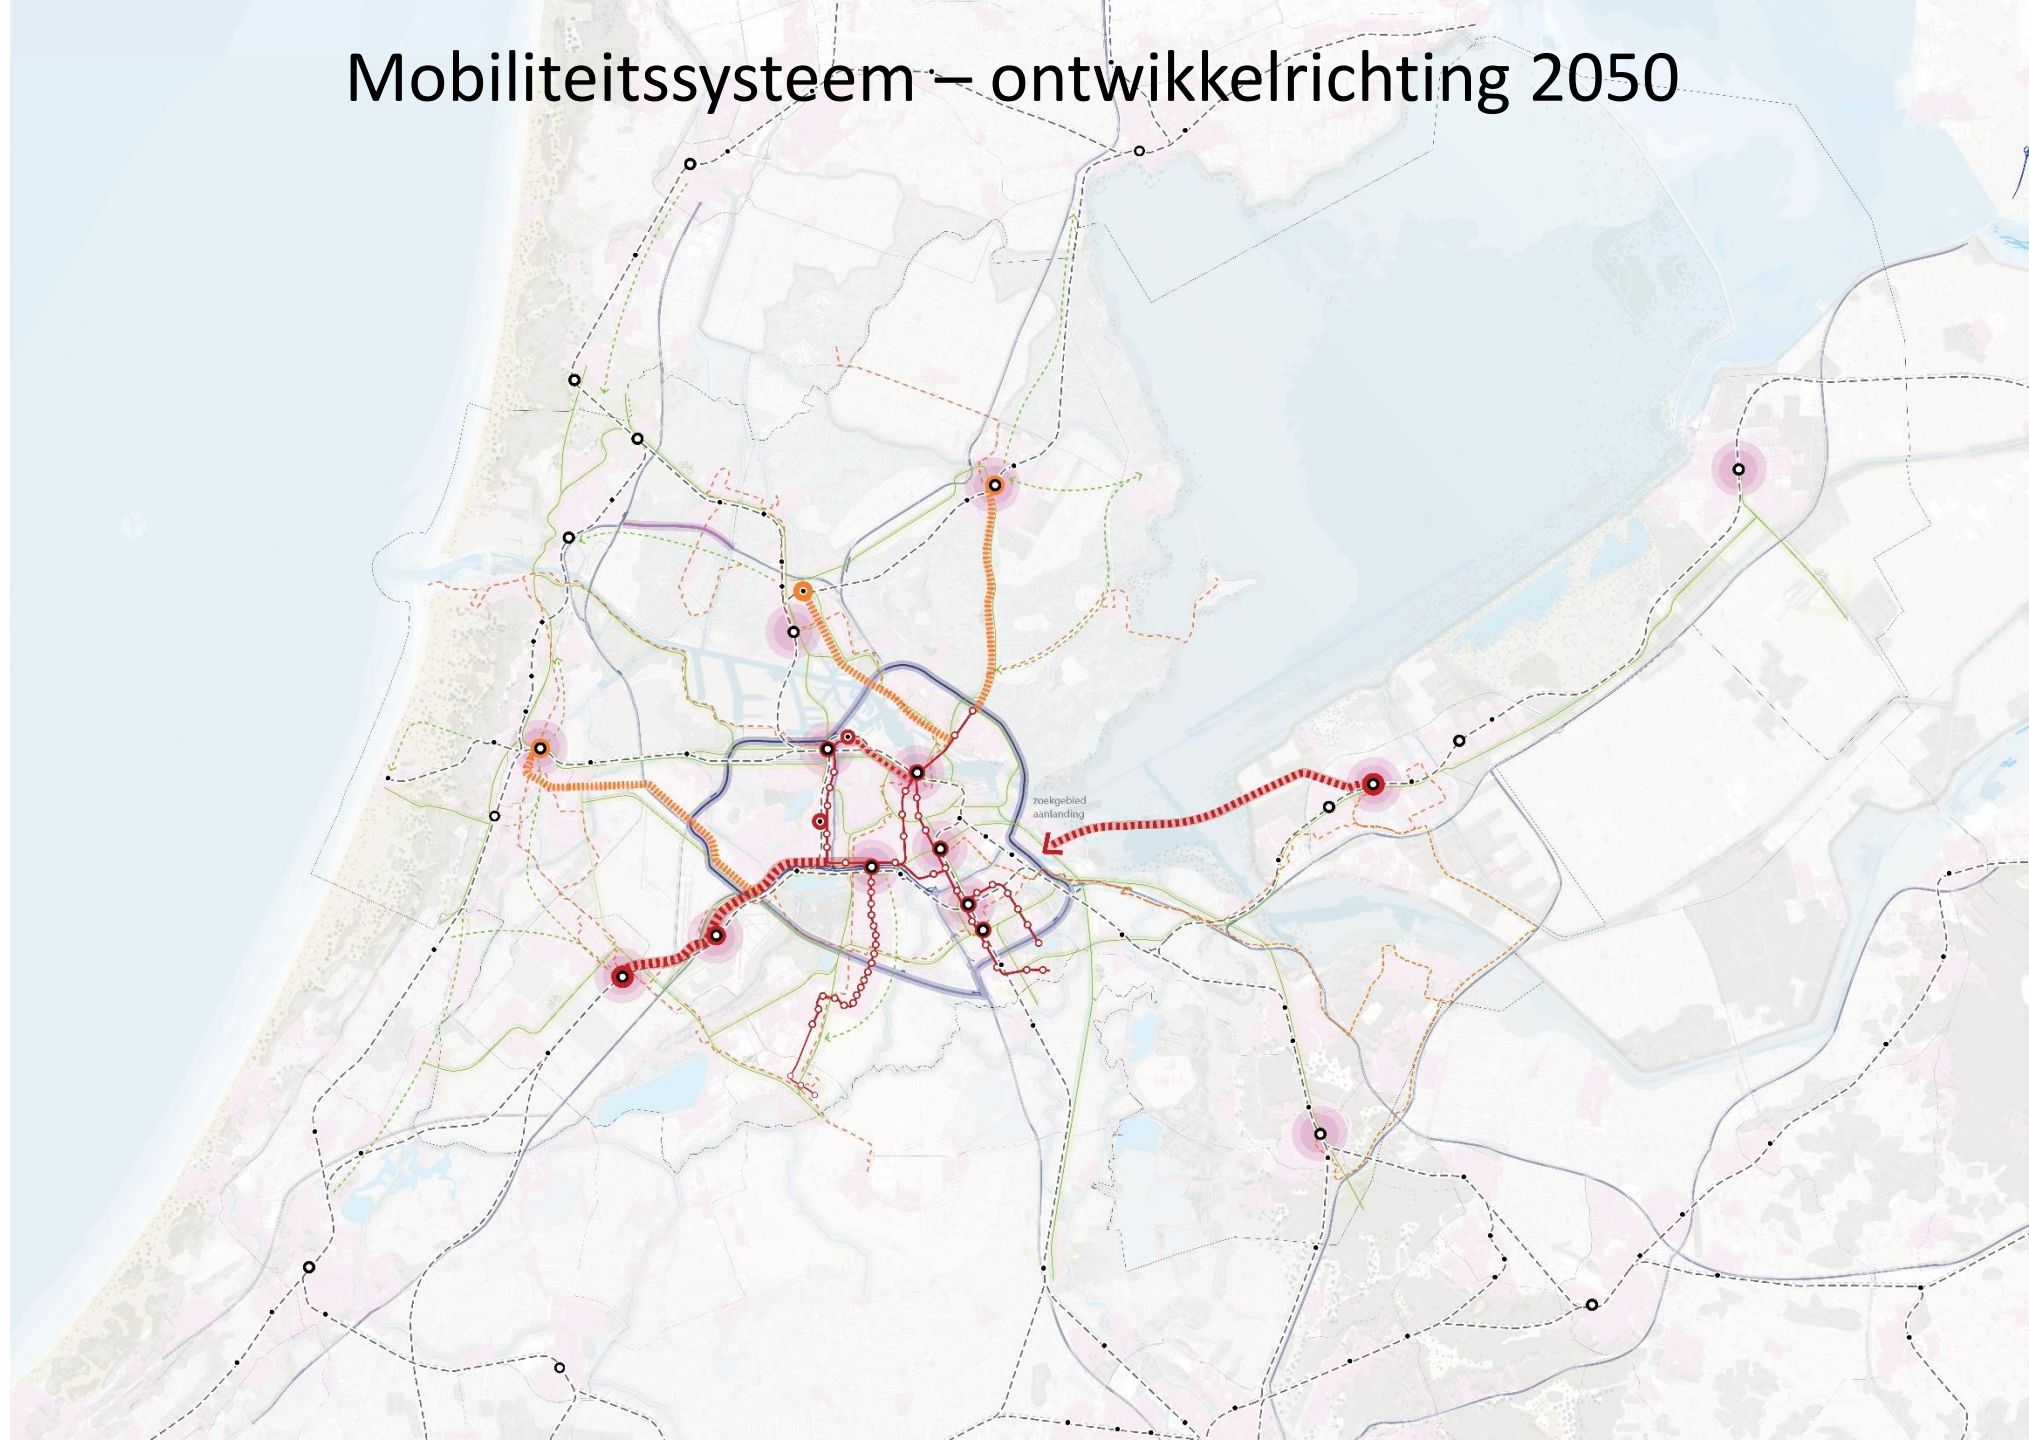 Mobiliteitssysteem – ontwikkelrichting 2050
zoekgebied
aanlanding